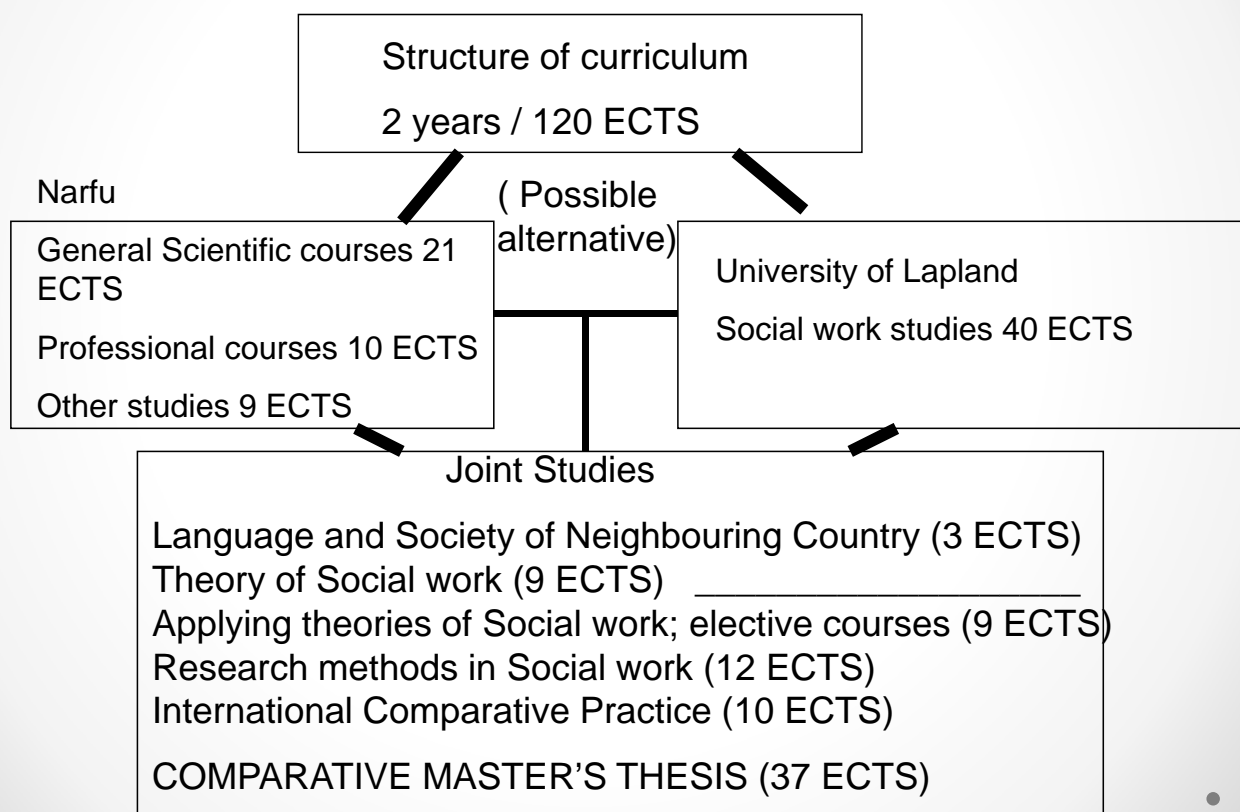 Structure of curriculum
2 years / 120 ECTS
Narfu
( Possible
alternative)
General Scientific courses 21
ECTS
Professional courses 10 ECTS
Other studies 9 ECTS
University of Lapland
Social work studies 40 ECTS
Joint Studies
Language and Society of Neighbouring Country (3 ECTS)
Theory of Social work (9 ECTS) ____________________
Applying theories of Social work; elective courses (9 ECTS)
Research methods in Social work (12 ECTS)
International Comparative Practice (10 ECTS)
COMPARATIVE MASTER’S THESIS (37 ECTS)